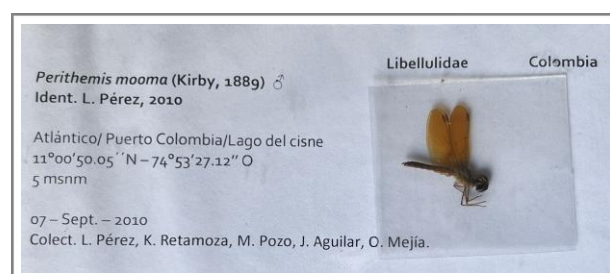 Libellulidae Colombia
Perithemis mooma (Kirby, 1889) ♂
Ident. L. Pérez, 2010
Atlántico/ Puerto Colombia/Lago del cisne
11°00'50.05´´N – 74°53'27.12'' O
5 msnm
07 – Sept. – 2010
Colect. L. Pérez, K. Retamoza, M. Pozo, J. Aguilar, O. Mejía.